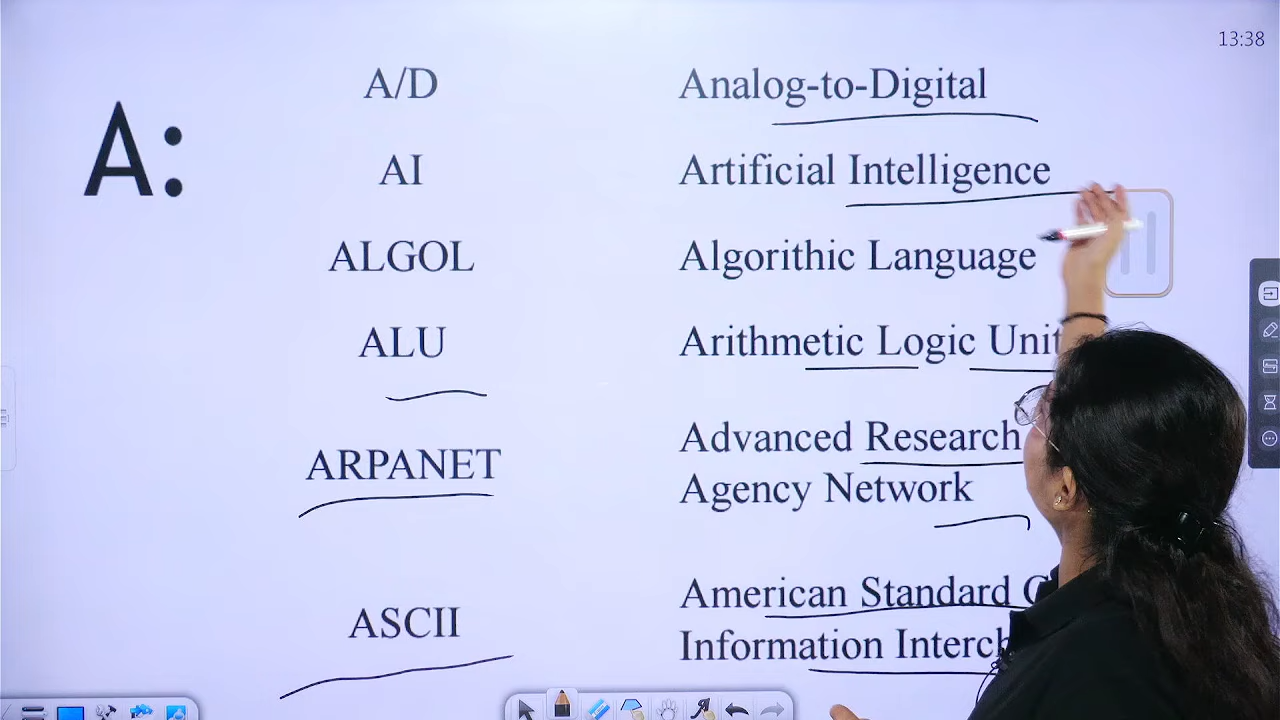 13:38
A:
A/D Analog-to-Digital
AI Artificial Intelligence
ALGOL Algorithic Language
ALU Arithmetic Logic Unit
ARPANET Advanced Research
Agency Network
ASCII American Standard
Information